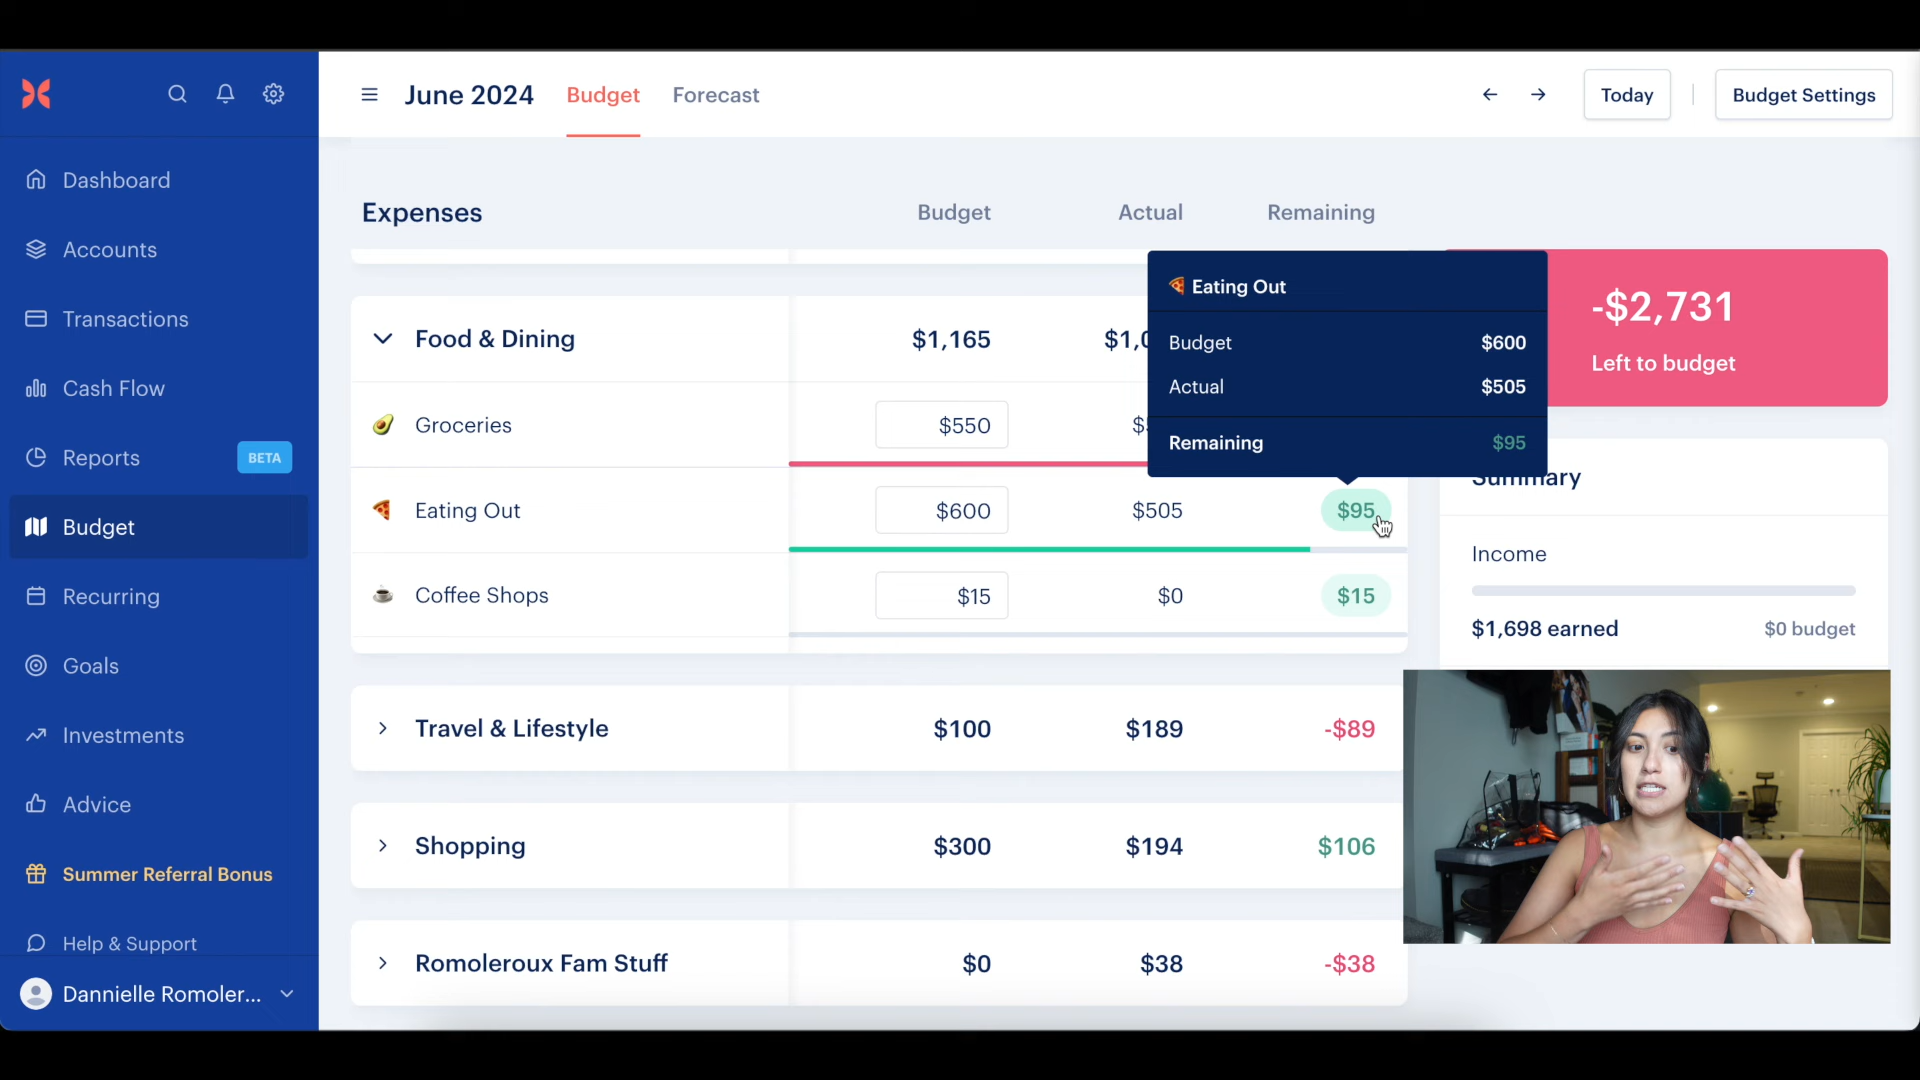 June 2024
Budget
Forecast
Today
Budget Settings
Dashboard
Accounts
Transactions
Cash Flow
Reports
BETA
Budget
Recurring
Goals
Investments
Advice
Summer Referral Bonus
Help & Support
Dannielle Romoler...
Expenses
Budget
Actual
Remaining
Food & Dining
$1,165
Groceries
$550
Eating Out
$600
$505
$95
Coffee Shops
$15
$0
$15
Travel & Lifestyle
$100
$189
-$89
Shopping
$300
$194
$106
Romoleroux Fam Stuff
$0
$38
-$38
Eating Out
Budget
$600
Actual
$505
Remaining
$95
-$2,731
Left to budget
Summary
Income
$1,698 earned
$0 budget